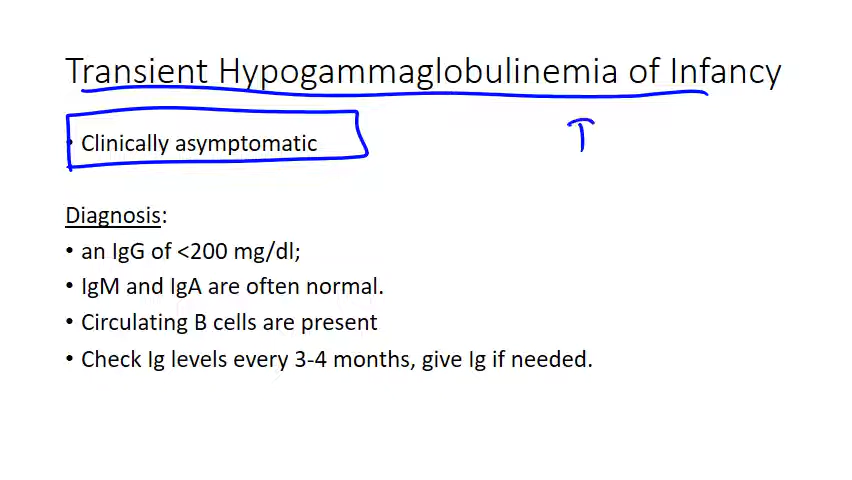 Transient Hypogammaglobulinemia of Infancy
T
• Clinically asymptomatic
Diagnosis:
• an IgG of <200 mg/dl;
• IgM and IgA are often normal.
• Circulating B cells are present
• Check Ig levels every 3-4 months, give Ig if needed.